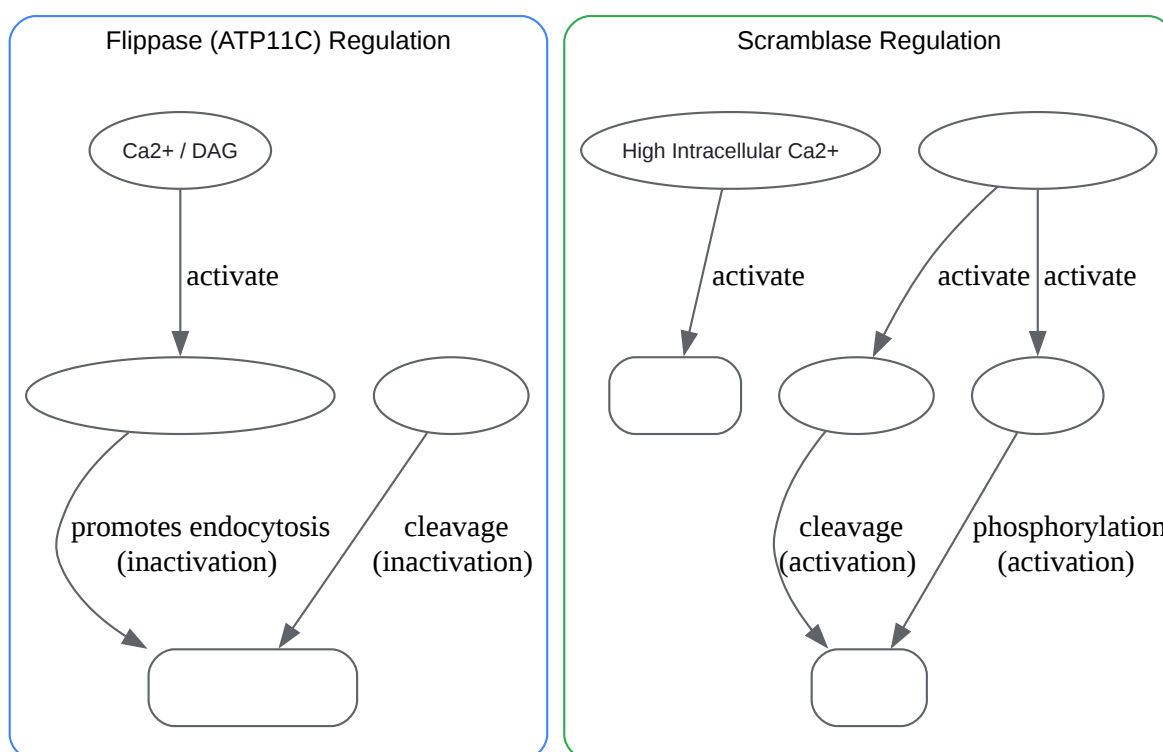 Flippase (ATP11C) Regulation
Scramblase Regulation
Ca2+ / DAG
High Intracellular Ca2+
activate
activate
activate
activate
promotes endocytosis
(inactivation)
cleavage
(inactivation)
cleavage
(activation)
phosphorylation
(activation)